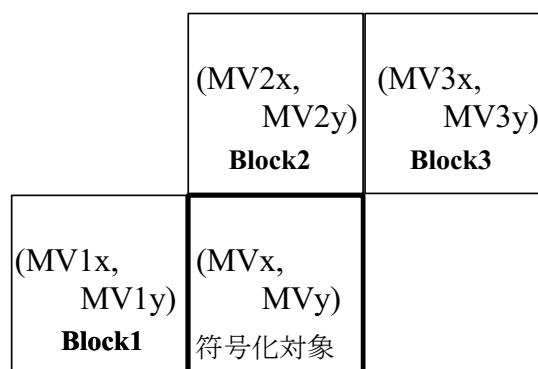 (MV2x,
MV2y)
Block2
(MV3x,
MV3y)
Block3
(MV1x,
MV1y)
Block1
(MVx,
MVy)
符号化対象